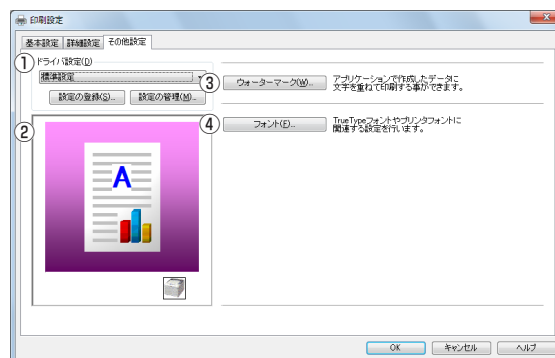 印刷設定
基本設定 詳細設定 その他設定
① ドライバ設定(D)
標準設定
設定の登録(S)... 設定の管理(M)...
②
A
③ ウォーターマーク(W)... アプリケーションで作成したデータに
文字を重ねて印刷する事ができます。
④ フォント(F)... TrueTypeフォントやプリンタフォントに
関連する設定を行います。
OK キャンセル ヘルプ